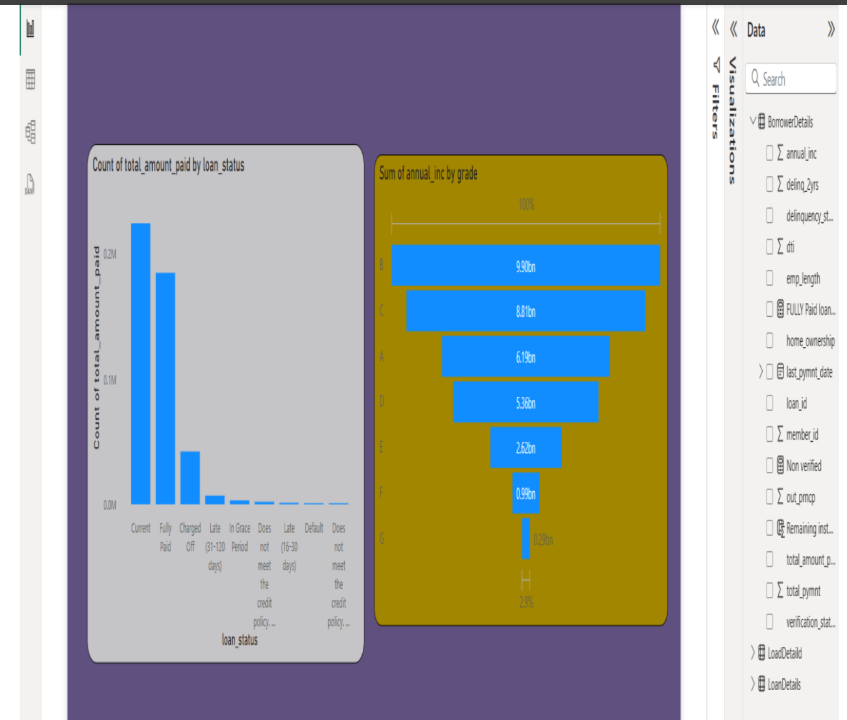 Count of total_amount_paid by loan_status
Count of total_amount_paid
0.2M
0.1M
0.0M
Current
Fully
Paid
Charged
Off
Late
(31-120
days)
In Grace
Period
Does
not
meet
the
credit
policy. ...
Late
(16-30
days)
Default
Does
not
meet
the
credit
policy. ...
loan_status
Sum of annual_inc by grade
100%
B 9.90bn
C 8.81bn
A 6.19bn
D 5.36bn
E 2.62bn
F 0.99bn
G 0.29bn
2.9%
Filters
Visualizations
Data
Search
BorrowerDetails
annual_inc
delinq_2yrs
delinquency_st...
dti
emp_length
FULLY Paid loan...
home_ownership
last_pymnt_date
loan_id
member_id
Non verified
out_prncp
Remaining inst...
total_amount_p...
total_pymnt
verification_stat...
LoadDetaild
LoanDetails